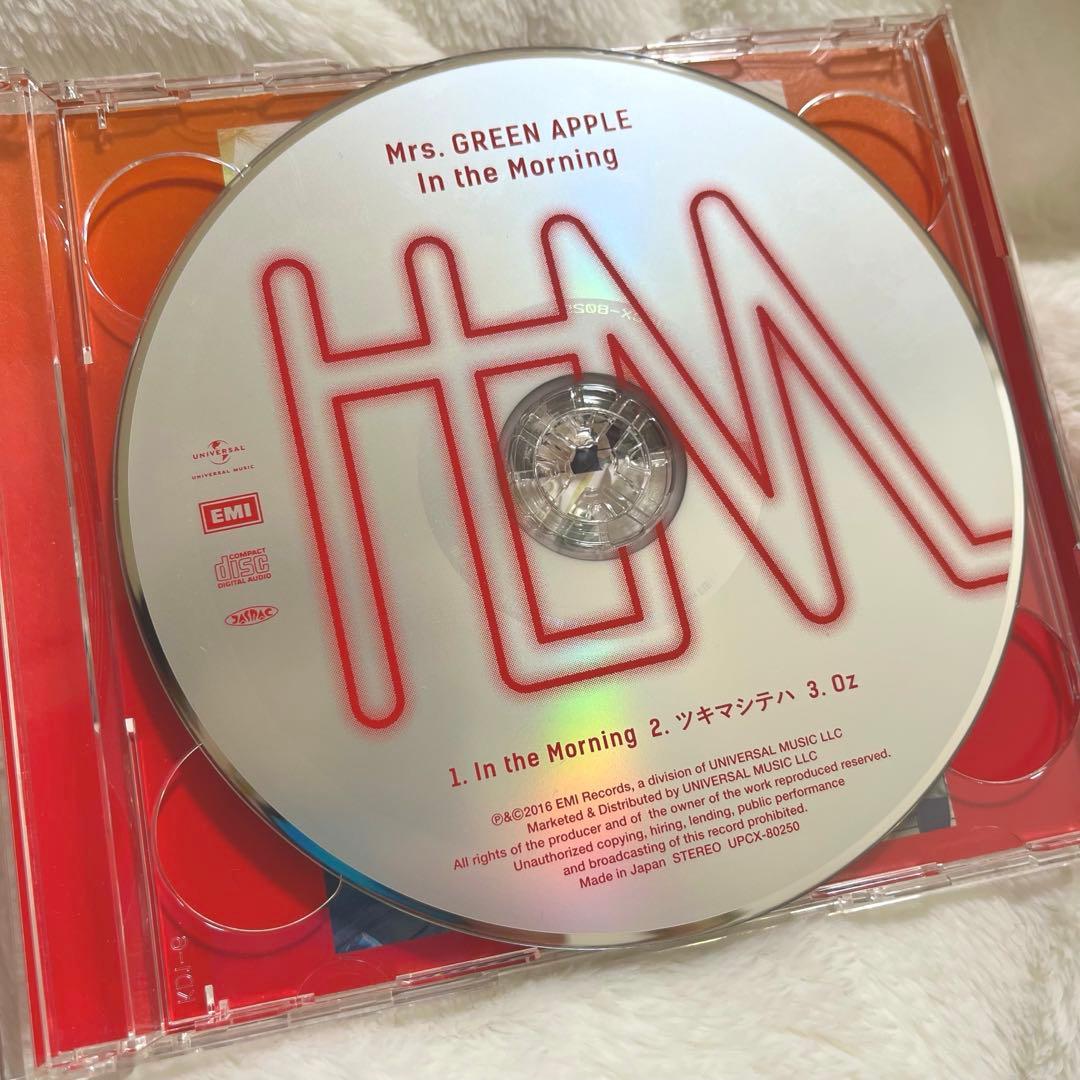 Mrs. GREEN APPLE
In the Morning
UNIVERSAL
UNIVERSAL MUSIC
EMI
COMPACT
disc
DIGITAL AUDIO
JASRAC
1. In the Morning 2. ツキマシテハ 3. Oz
℗&©2016 EMI Records, a division of UNIVERSAL MUSIC LLC
Marketed & Distributed by UNIVERSAL MUSIC LLC
All rights of the producer and of the owner of the work reproduced reserved.
Unauthorized copying, hiring, lending, public performance
and broadcasting of this record prohibited.
Made in Japan STEREO UPCX-80250
KDI-6